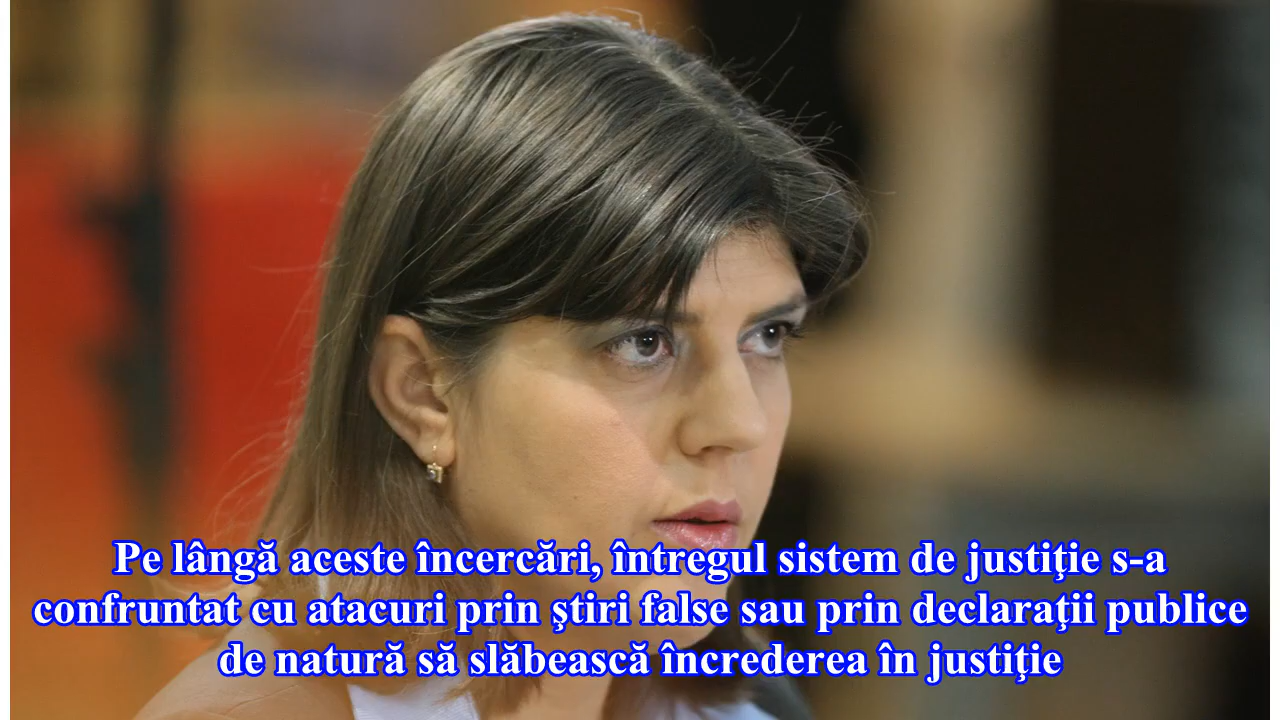 Pe lângă aceste încercări, întregul sistem de justiţie s-a
confruntat cu atacuri prin ştiri false sau prin declaraţii publice
de natură să slăbească încrederea în justiţie